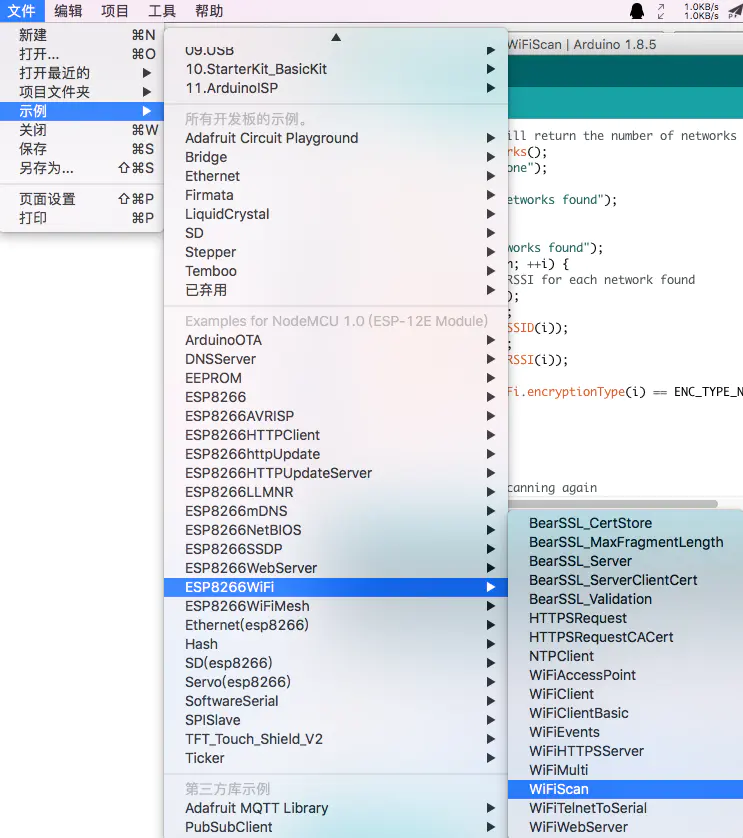 文件 编辑 项目 工具 帮助
1.0KB/s
1.0KB/s
新建 ⌘N
打开... ⌘O
打开最近的
项目文件夹
示例
关闭 ⌘W
保存 ⌘S
另存为... ⇧⌘S
页面设置 ⇧⌘P
打印 ⌘P
09.USB
10.StarterKit_BasicKit
11.ArduinoISP
所有开发板的示例。
Adafruit Circuit Playground
Bridge
Ethernet
Firmata
LiquidCrystal
SD
Stepper
Temboo
已弃用
Examples for NodeMCU 1.0 (ESP-12E Module)
ArduinoOTA
DNSServer
EEPROM
ESP8266
ESP8266AVRISP
ESP8266HTTPClient
ESP8266httpUpdate
ESP8266HTTPUpdateServer
ESP8266LLMNR
ESP8266mDNS
ESP8266NetBIOS
ESP8266SSDP
ESP8266WebServer
ESP8266WiFi
ESP8266WiFiMesh
Ethernet(esp8266)
Hash
SD(esp8266)
Servo(esp8266)
SoftwareSerial
SPISlave
TFT_Touch_Shield_V2
Ticker
第三方库示例
Adafruit MQTT Library
PubSubClient
WiFiScan | Arduino 1.8.5
ill return the number of networks
rks();
one");
etworks found");
works found");
n; ++i) {
RSSI for each network found
);
;
SSID(i));
;
RSSI(i));
Fi.encryptionType(i) == ENC_TYPE_N
canning again
BearSSL_CertStore
BearSSL_MaxFragmentLength
BearSSL_Server
BearSSL_ServerClientCert
BearSSL_Validation
HTTPSRequest
HTTPSRequestCACert
NTPClient
WiFiAccessPoint
WiFiClient
WiFiClientBasic
WiFiEvents
WiFiHTTPSServer
WiFiMulti
WiFiScan
WiFiTelnetToSerial
WiFiWebServer